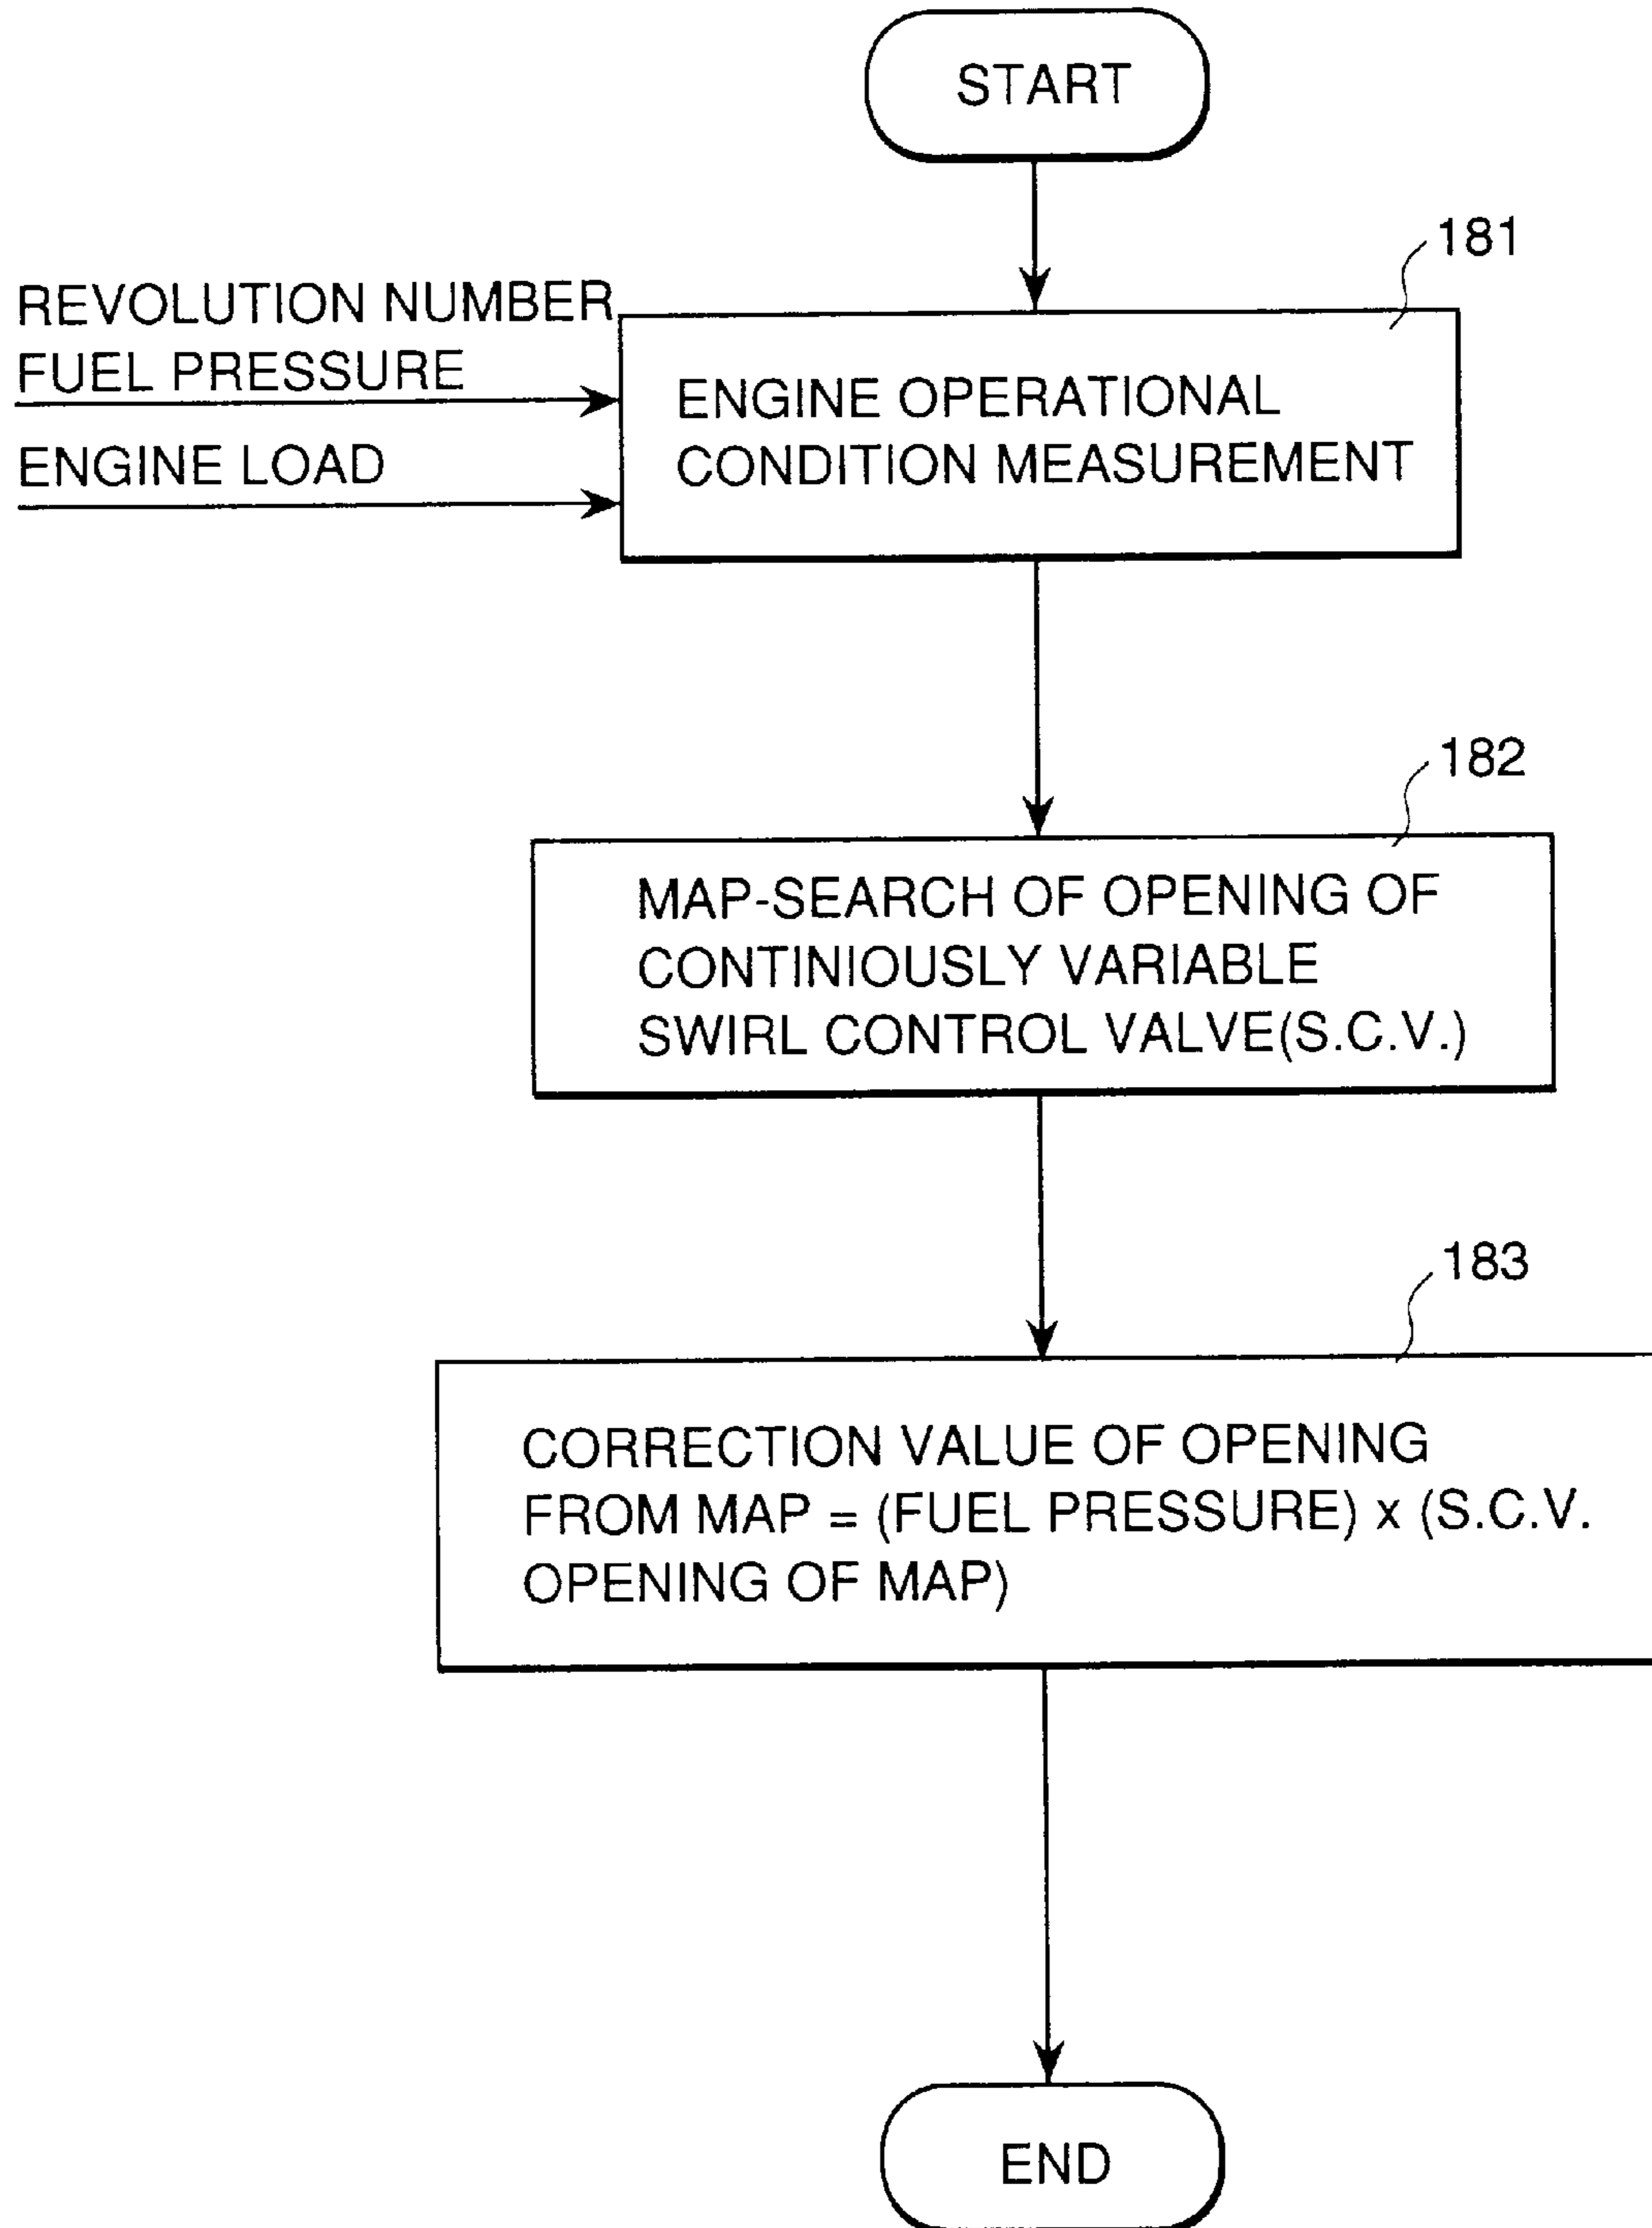 START
181
REVOLUTION NUMBER
FUEL PRESSURE
ENGINE LOAD
ENGINE OPERATIONAL
CONDITION MEASUREMENT
182
MAP-SEARCH OF OPENING OF
CONTINIOUSLY VARIABLE
SWIRL CONTROL VALVE(S.C.V.)
183
CORRECTION VALUE OF OPENING
FROM MAP = (FUEL PRESSURE) x (S.C.V.
OPENING OF MAP)
END